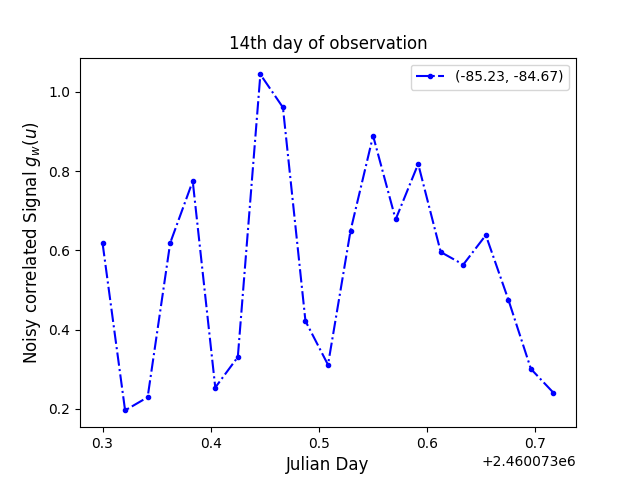 14th day of observation
(-85.23, -84.67)
Noisy correlated Signal g_w(u)
1.0
0.8
0.6
0.4
0.2
0.3 0.4 0.5 0.6 0.7
+2.460073e6
Julian Day